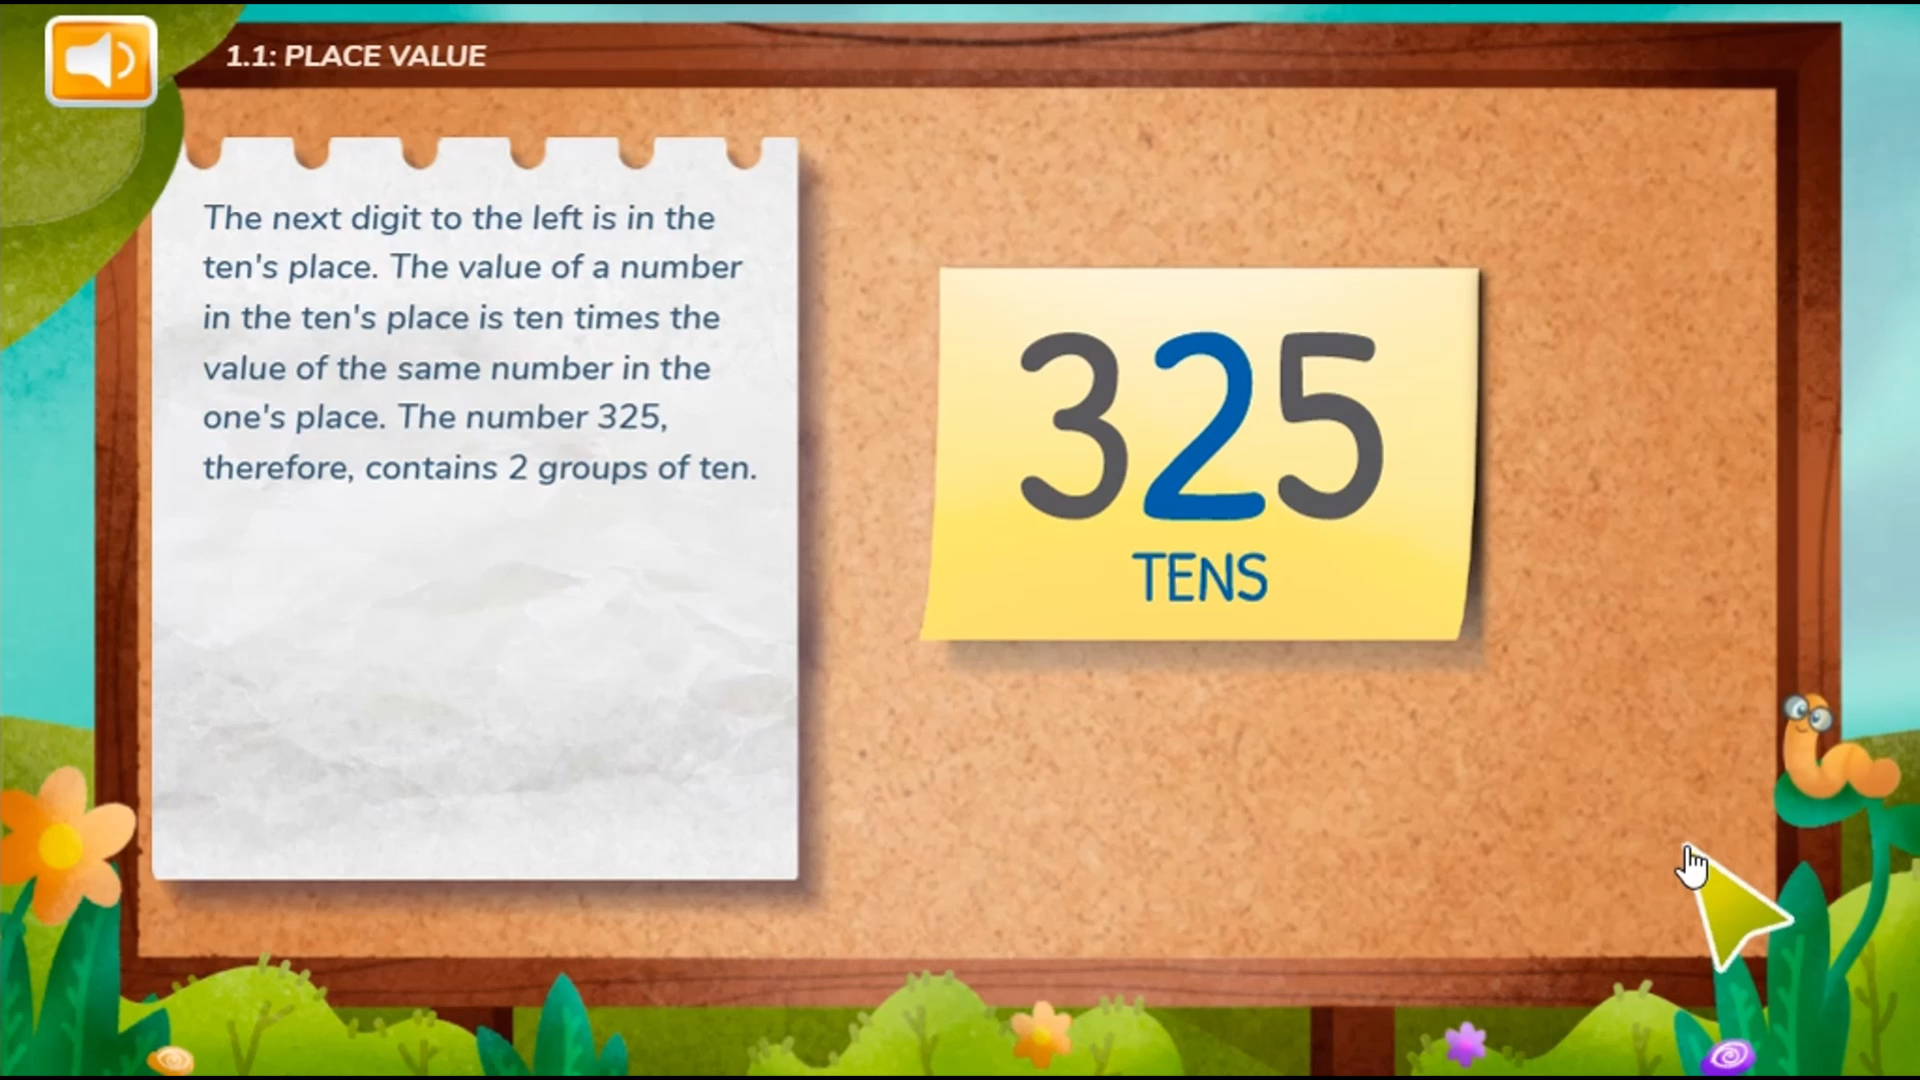 1.1: PLACE VALUE
The next digit to the left is in the
ten's place. The value of a number
in the ten's place is ten times the
value of the same number in the
one's place. The number 325,
therefore, contains 2 groups of ten.
325
TENS